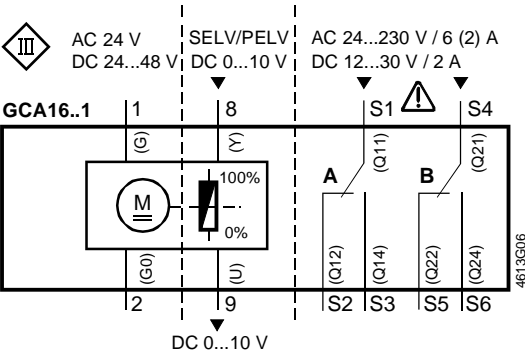 III
AC 24 V
DC 24...48 V
SELV/PELV
DC 0...10 V
AC 24...230 V / 6 (2) A
DC 12...30 V / 2 A
GCA16..1
1
8
S1
S4
(G)
(Y)
(Q11)
(Q21)
100%
A
B
M
0%
(G0)
(U)
(Q12)
(Q14)
(Q22)
(Q24)
2
9
S2
S3
S5
S6
4613G06
DC 0...10 V